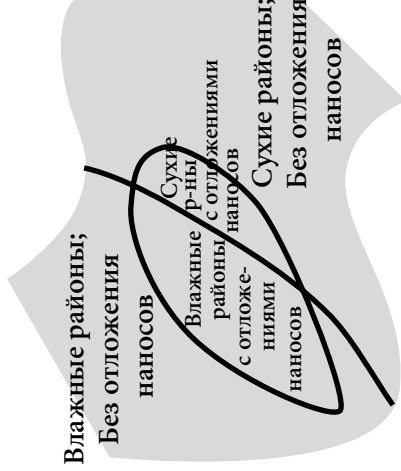 Влажные районы;
Без отложения
наносов
Влажные
районы
с отложе-
ниями
наносов
Сухие
р-ны
с отложениями
наносов
Сухие районы;
Без отложения
наносов